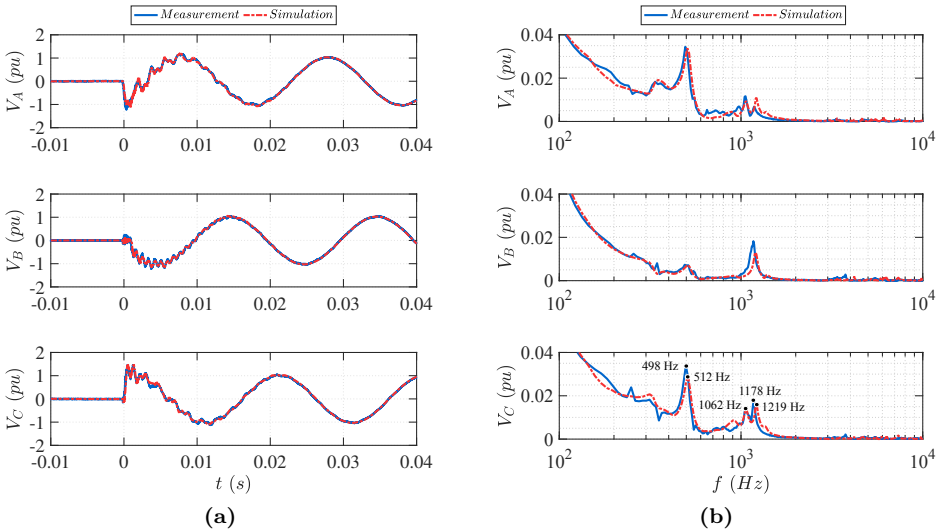 Measurement Simulation
V_A (pu)
2
1
0
-1
-2
-0.01 0 0.01 0.02 0.03 0.04
V_B (pu)
2
1
0
-1
-2
-0.01 0 0.01 0.02 0.03 0.04
V_C (pu)
2
1
0
-1
-2
-0.01 0 0.01 0.02 0.03 0.04
t (s)
(a)
Measurement Simulation
V_A (pu)
0.04
0.02
0
10^2 10^3 10^4
V_B (pu)
0.04
0.02
0
10^2 10^3 10^4
V_C (pu)
0.04
0.02
0
498 Hz
512 Hz
1178 Hz
1062 Hz
1219 Hz
10^2 10^3 10^4
f (Hz)
(b)